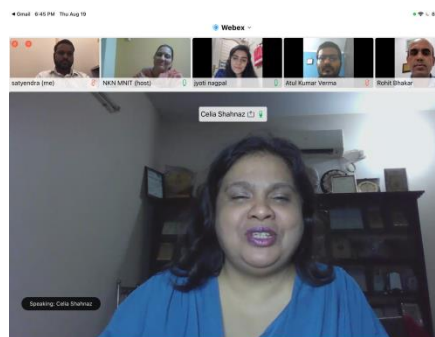 Gmail 6:45 PM Thu Aug 19
Webex
satyendra (me) NKN MNIT (host) jyoti nagpal Atul Kumar Verma Rohit Bhakar
Celia Shahnaz
Speaking: Celia Shahnaz